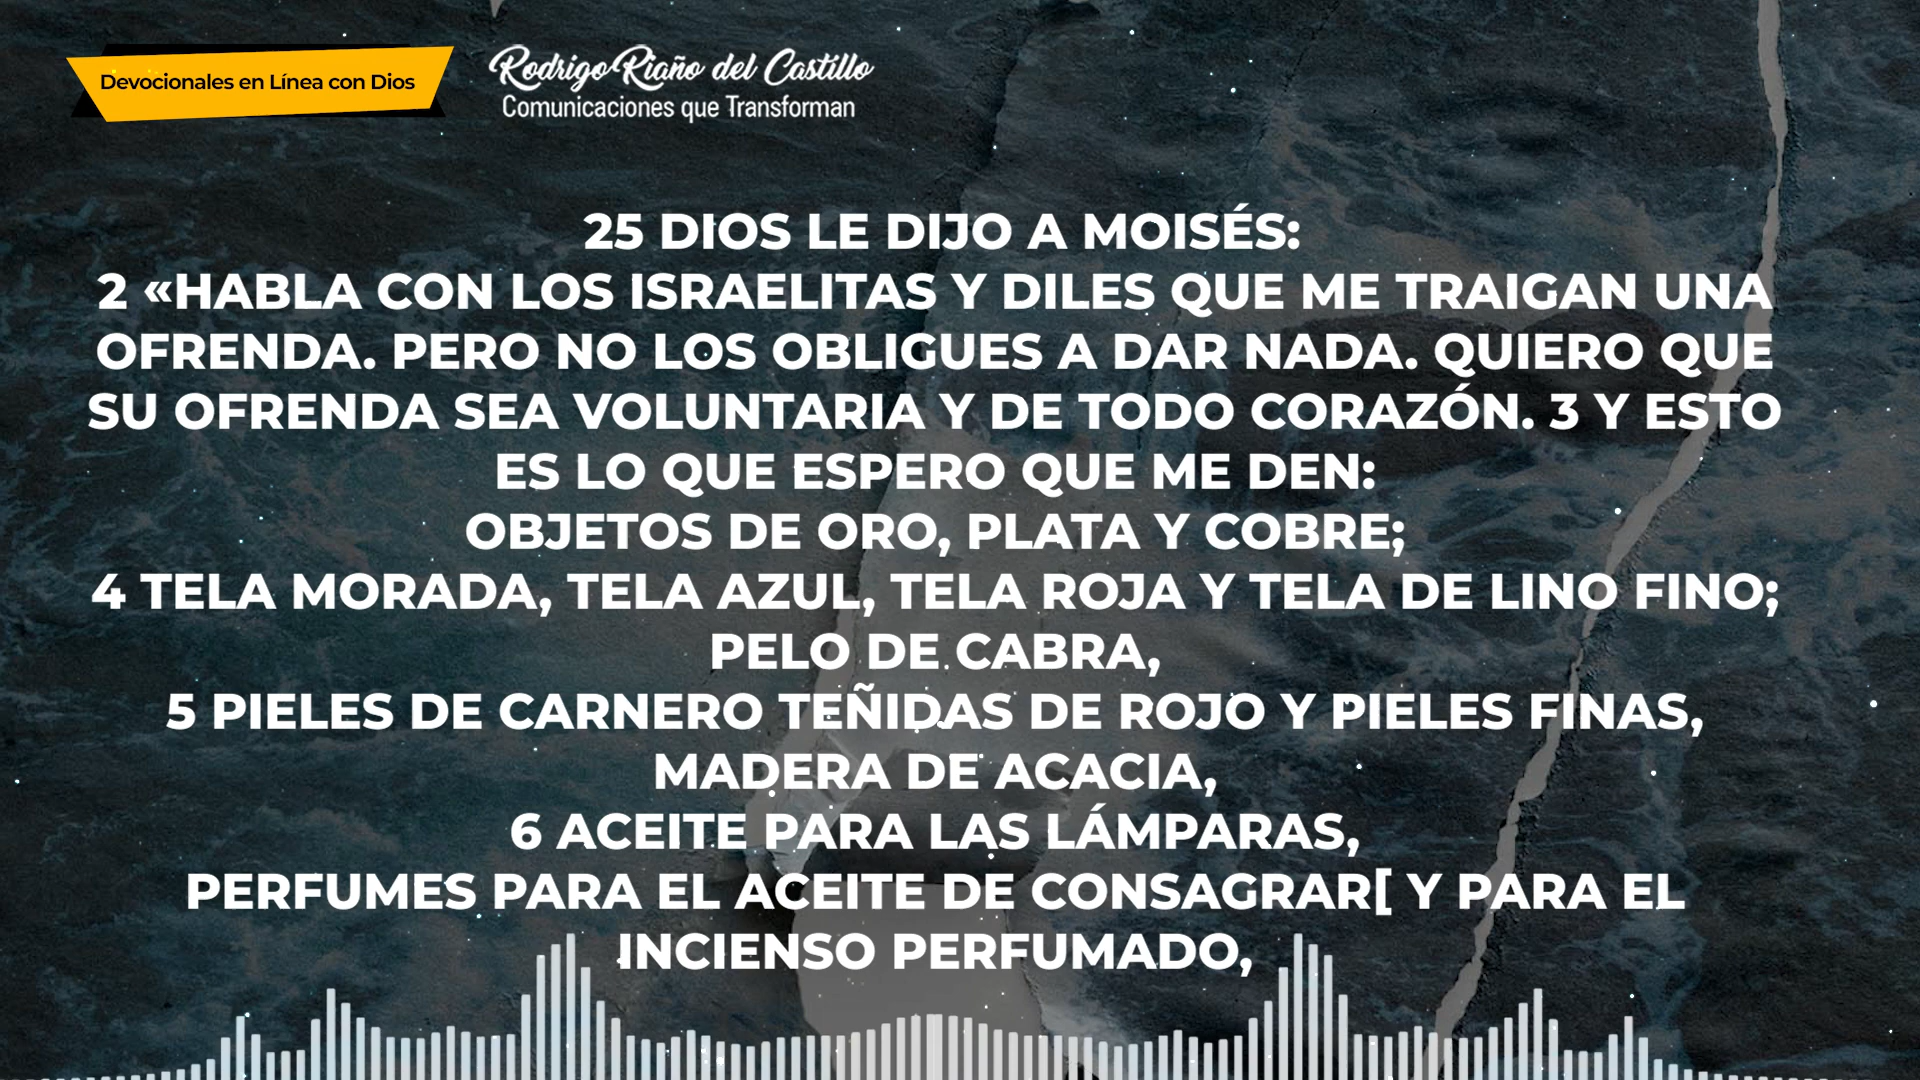 Devocionales en Línea con Dios
Rodrigo Riaño del Castillo
Comunicaciones que Transforman
25 DIOS LE DIJO A MOISÉS:
2 «HABLA CON LOS ISRAELITAS Y DILES QUE ME TRAIGAN UNA
OFRENDA. PERO NO LOS OBLIGUES A DAR NADA. QUIERO QUE
SU OFRENDA SEA VOLUNTARIA Y DE TODO CORAZÓN. 3 Y ESTO
ES LO QUE ESPERO QUE ME DEN:
OBJETOS DE ORO, PLATA Y COBRE;
4 TELA MORADA, TELA AZUL, TELA ROJA Y TELA DE LINO FINO;
PELO DE CABRA,
5 PIELES DE CARNERO TEÑIDAS DE ROJO Y PIELES FINAS,
MADERA DE ACACIA,
6 ACEITE PARA LAS LÁMPARAS,
PERFUMES PARA EL ACEITE DE CONSAGRAR[ Y PARA EL
INCIENSO PERFUMADO,